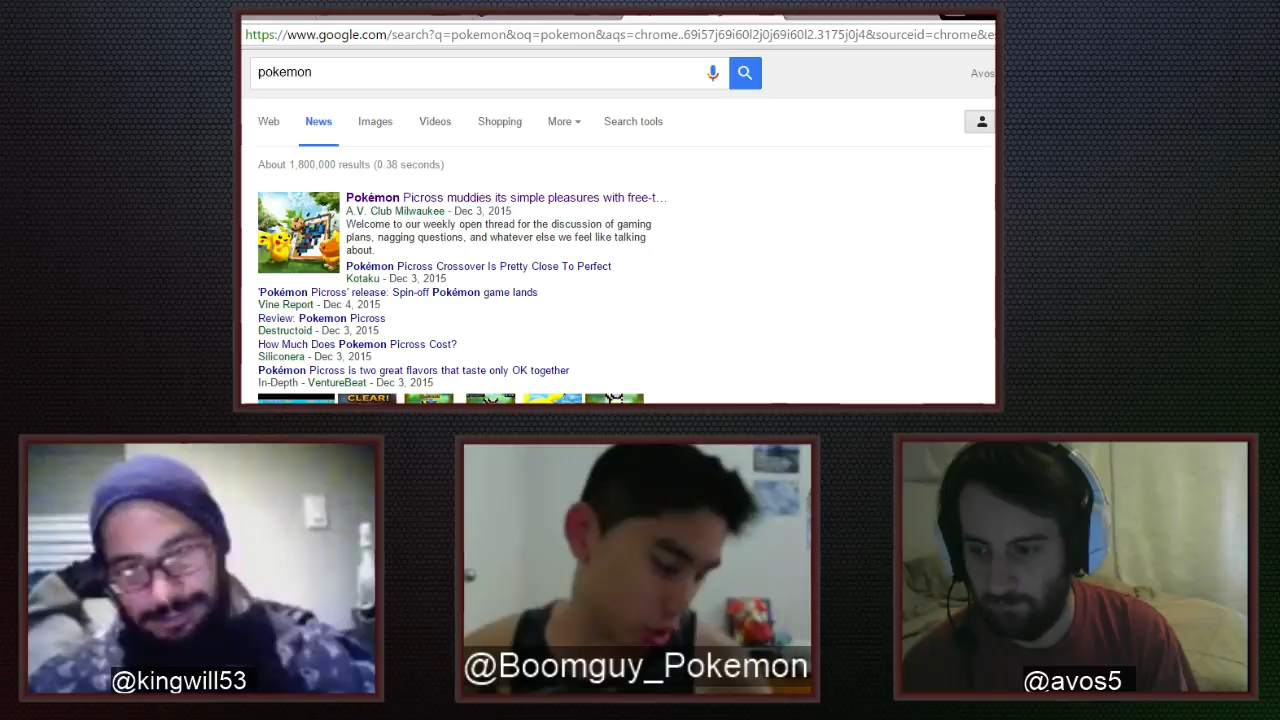 https://www.google.com/search?q=pokemon&oq=pokemon&aqs=chrome..69i57j69i60l2j0j69i60l2.3175j0j4&sourceid=chrome&e
pokemon
Avos
Web News Images Videos Shopping More Search tools
About 1,800,000 results (0.38 seconds)
Pokémon Picross muddies its simple pleasures with free-t...
A.V. Club Milwaukee - Dec 3, 2015
Welcome to our weekly open thread for the discussion of gaming
plans, nagging questions, and whatever else we feel like talking
about.
Pokémon Picross Crossover Is Pretty Close To Perfect
Kotaku - Dec 3, 2015
'Pokémon Picross' release: Spin-off Pokémon game lands
Vine Report - Dec 4, 2015
Review: Pokemon Picross
Destructoid - Dec 3, 2015
How Much Does Pokemon Picross Cost?
Siliconera - Dec 3, 2015
Pokémon Picross is two great flavors that taste only OK together
In-Depth - VentureBeat - Dec 3, 2015
CLEAR!
@kingwill53
@Boomguy_Pokemon
@avos5